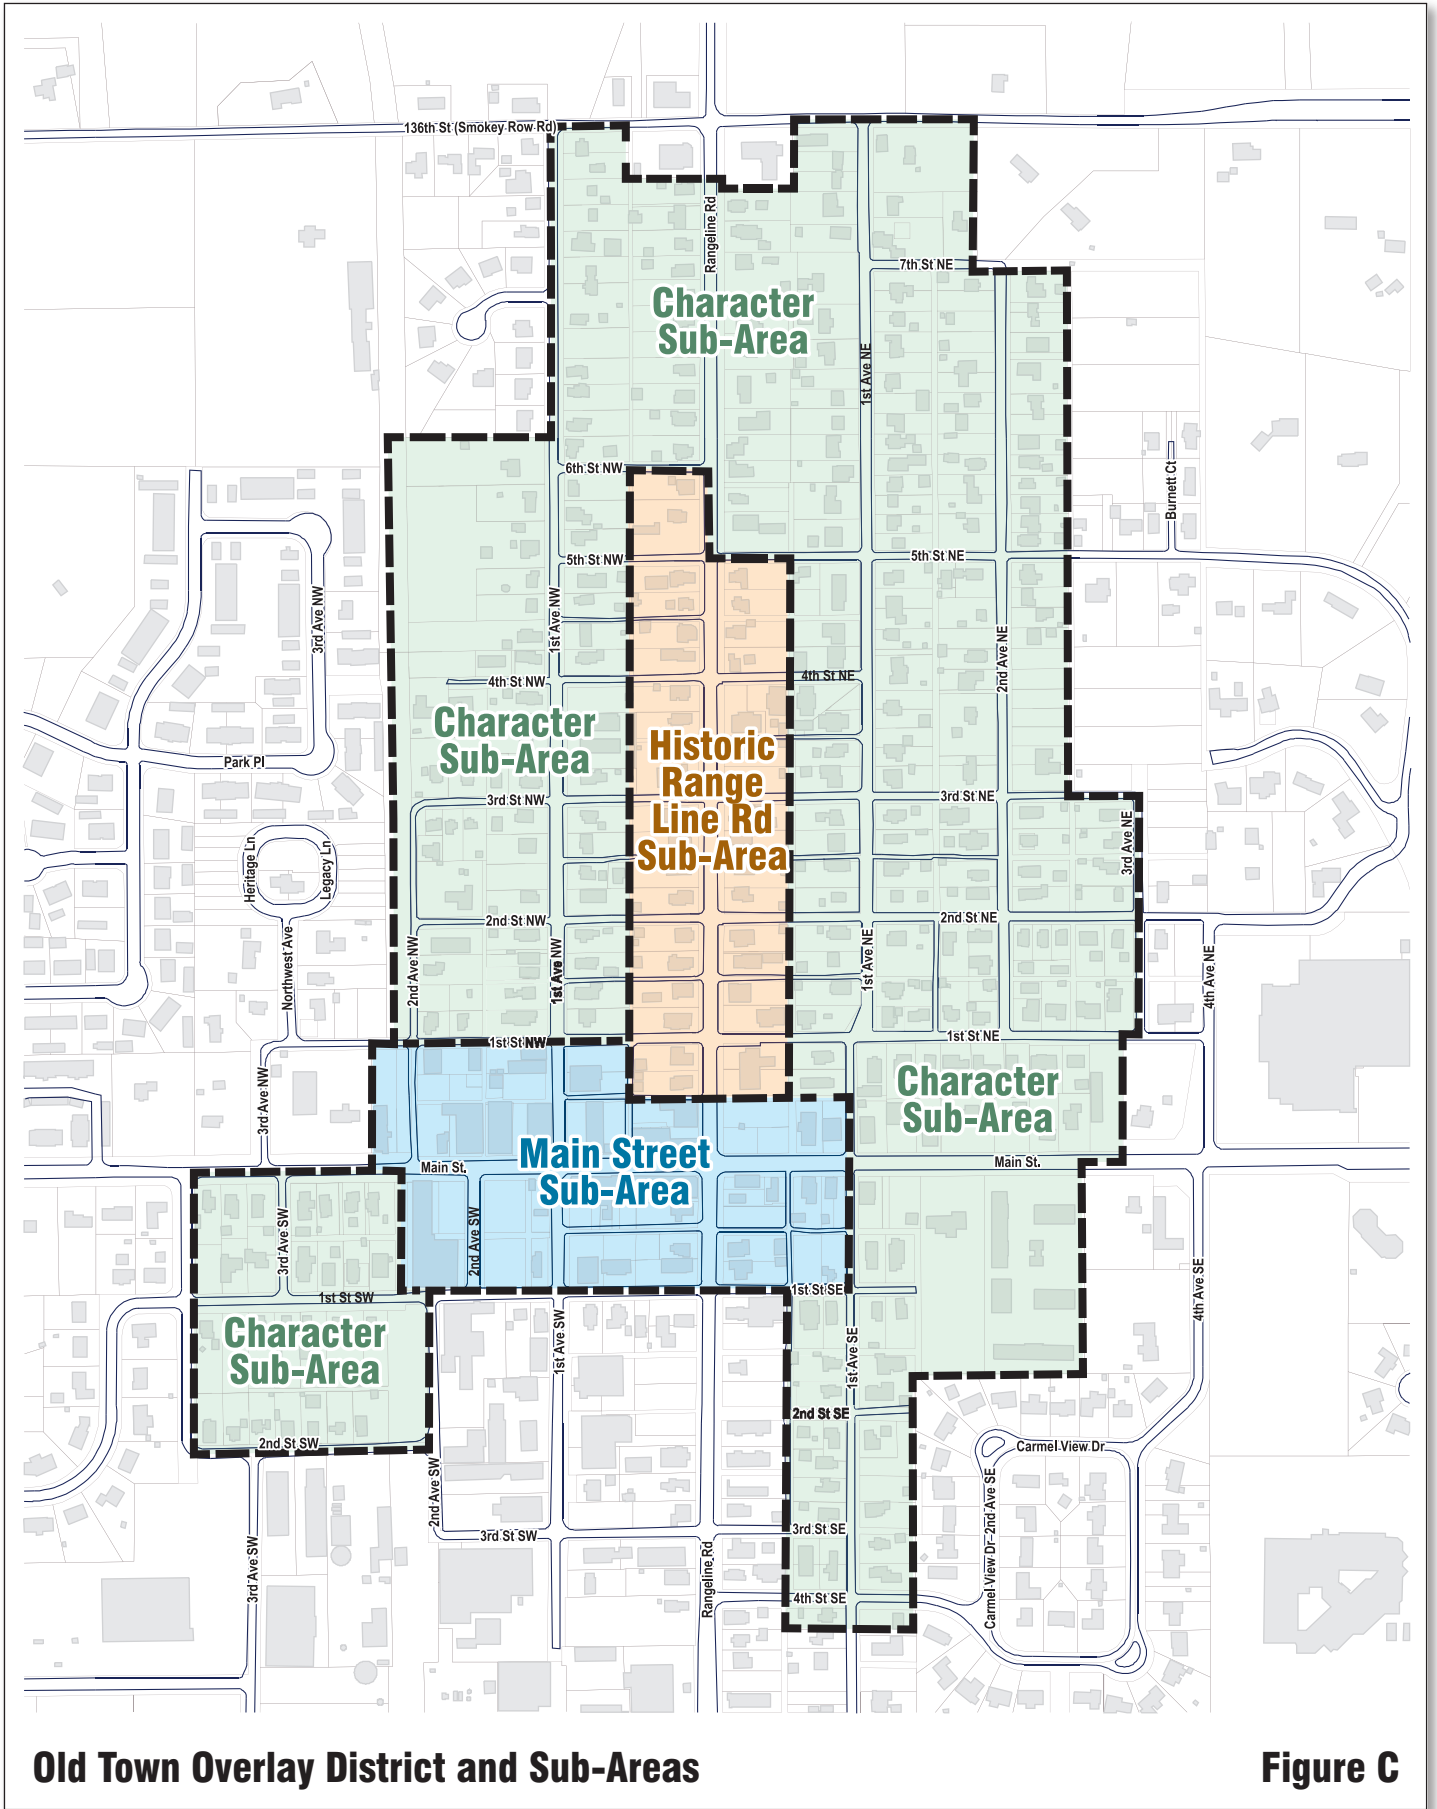 136th St (Smokey Row Rd)
Rangeline Rd
7th St NE
Character
Sub-Area
1st Ave NE
6th St NW
Burnett Ct
5th St NW
5th St NE
3rd Ave NW
1st Ave NW
2nd Ave NE
4th St NW
4th St NE
Character
Sub-Area
Historic
Range
Line Rd
Sub-Area
Park Pl
3rd St NW
3rd St NE
Heritage Ln
Legacy Ln
3rd Ave NE
2nd St NW
2nd St NE
Northwest Ave
2nd Ave NW
1st Ave NW
1st Ave NE
4th Ave NE
1st St NW
1st St NE
3rd Ave NW
Character
Sub-Area
Main Street
Sub-Area
Main St.
Main St.
3rd Ave SW
2nd Ave SW
4th Ave SE
1st St SW
1st St SE
Character
Sub-Area
1st Ave SW
1st Ave SE
2nd St SE
2nd St SW
Carmel View Dr
2nd Ave SW
Carmel View Dr
2nd Ave SE
3rd St SW
3rd St SE
3rd Ave SW
Rangeline Rd
4th St SE
Old Town Overlay District and Sub-Areas
Figure C